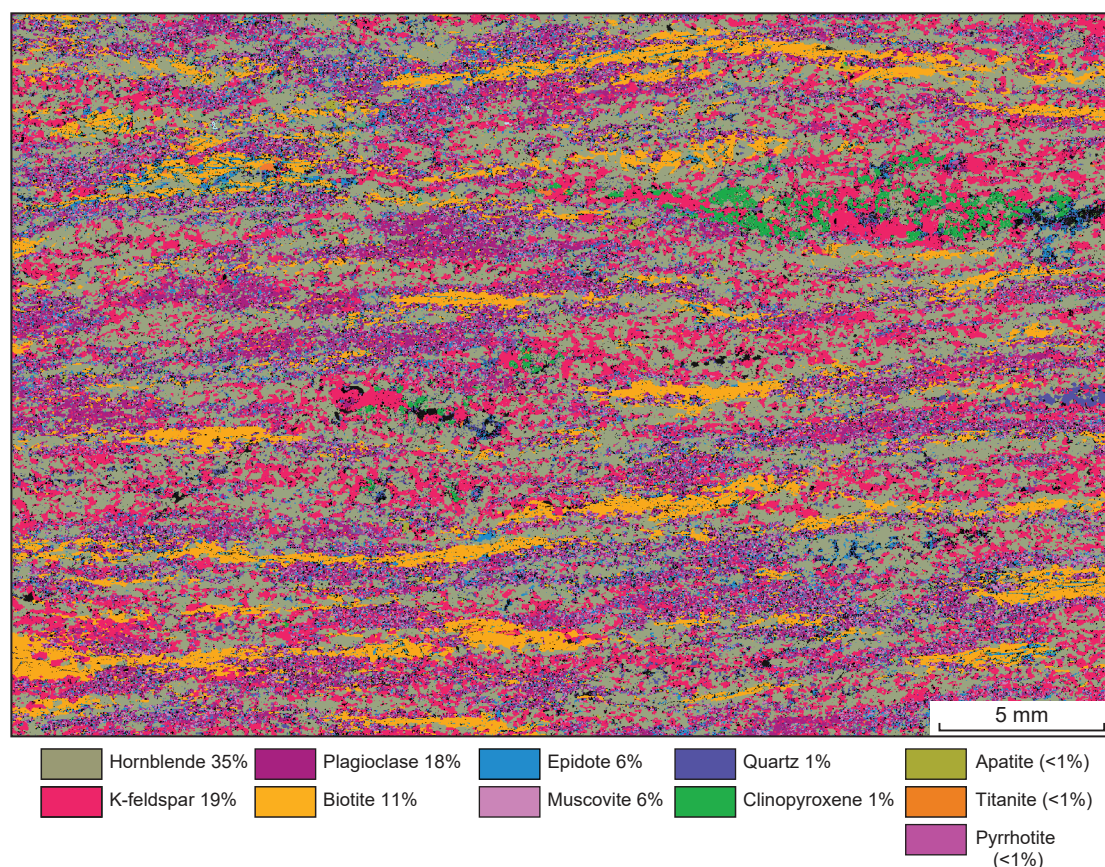 5 mm
Hornblende 35%
Plagioclase 18%
Epidote 6%
Quartz 1%
Apatite (<1%)
K-feldspar 19%
Biotite 11%
Muscovite 6%
Clinopyroxene 1%
Titanite (<1%)
Pyrrhotite
(<1%)